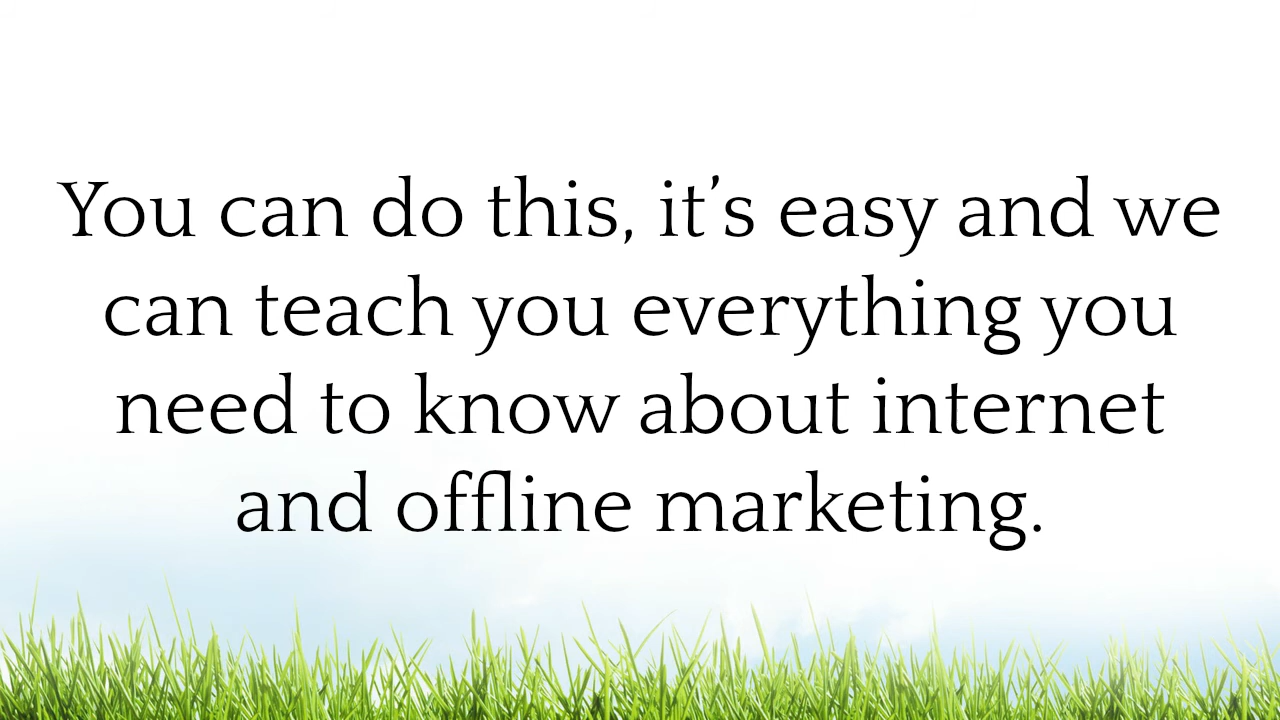 You can do this, it’s easy and we
can teach you everything you
need to know about internet
and offline marketing.